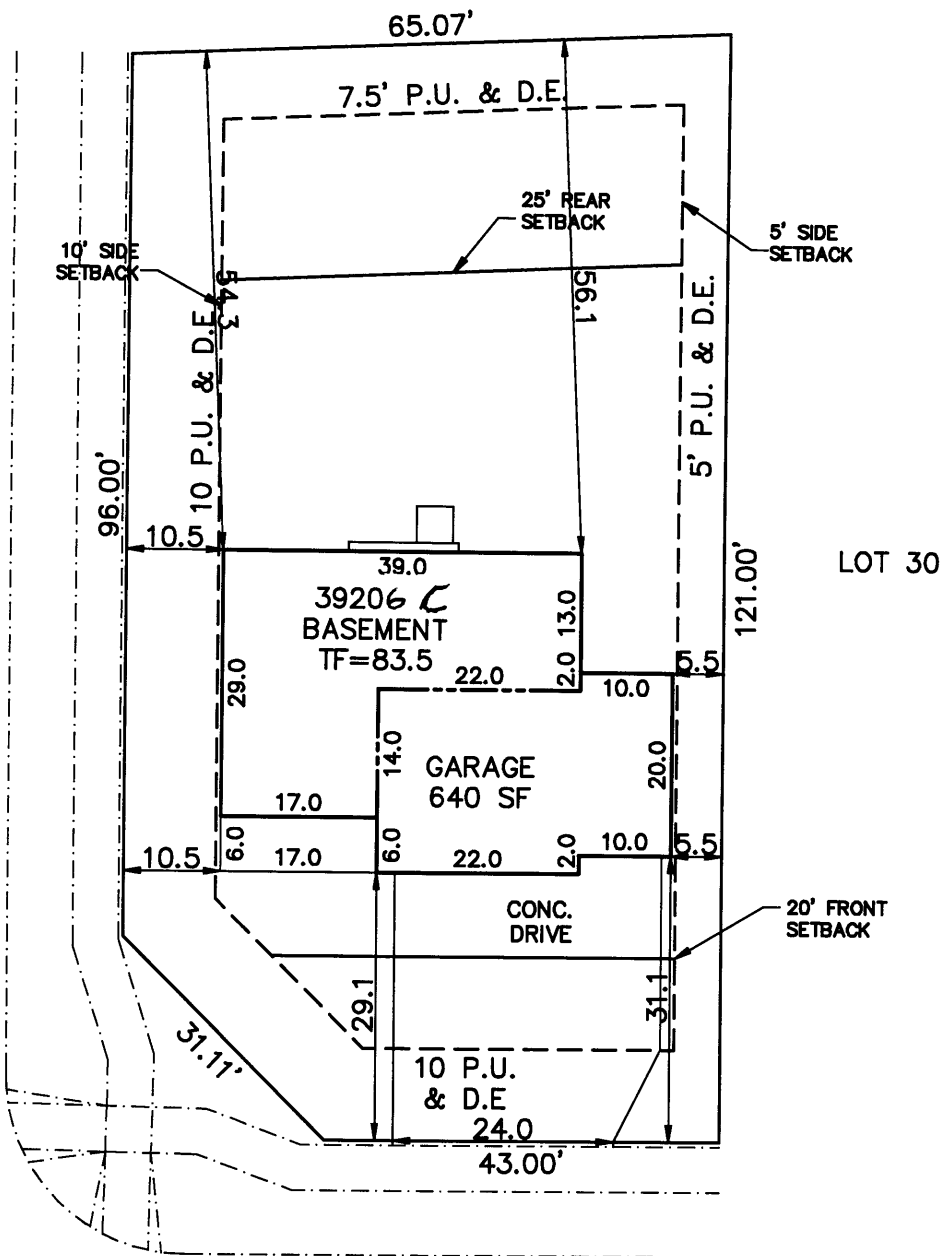 65.07'
7.5' P.U. & D.E.
25' REAR
SETBACK
5' SIDE
SETBACK
10' SIDE
SETBACK
54.3
56.1
10 P.U. & D.E
5' P.U. & D.E.
96.00'
10.5
39.0
39206 C
BASEMENT
TF=83.5
13.0
121.00'
LOT 30
29.0
22.0
2.0
10.0
5.5
14.0
GARAGE
640 SF
20.0
17.0
6.0
10.5
17.0
6.0
22.0
2.0
10.0
5.5
CONC.
DRIVE
20' FRONT
SETBACK
29.1
31.1
31.11'
10 P.U.
& D.E
24.0
43.00'